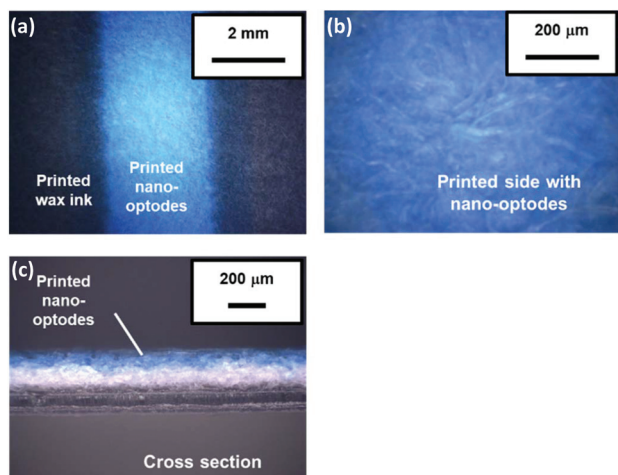 (a)
2 mm
Printed
wax ink
Printed
nano-
optodes
(b)
200 μm
Printed side with
nano-optodes
(c)
Printed
nano-
optodes
200 μm
Cross section